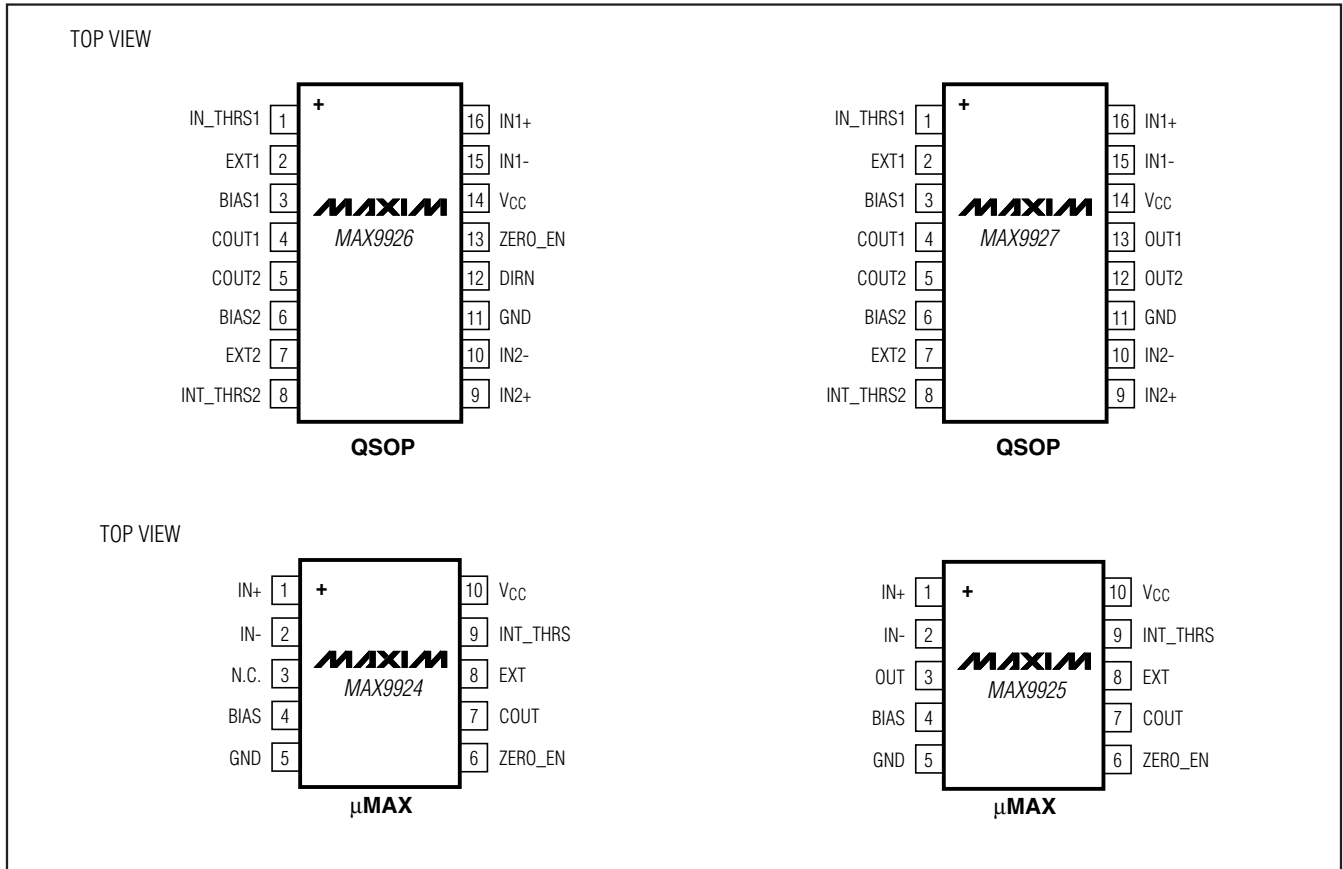 TOP VIEW
IN_THRS1 1 + 16 IN1+
EXT1 2 15 IN1-
BIAS1 3 MAXIM 14 VCC
COUT1 4 MAX9926 13 ZERO_EN
COUT2 5 12 DIRN
BIAS2 6 11 GND
EXT2 7 10 IN2-
INT_THRS2 8 9 IN2+
QSOP
IN_THRS1 1 + 16 IN1+
EXT1 2 15 IN1-
BIAS1 3 MAXIM 14 VCC
COUT1 4 MAX9927 13 OUT1
COUT2 5 12 OUT2
BIAS2 6 11 GND
EXT2 7 10 IN2-
INT_THRS2 8 9 IN2+
QSOP
TOP VIEW
IN+ 1 + 10 VCC
IN- 2 9 INT_THRS
N.C. 3 MAXIM MAX9924 8 EXT
BIAS 4 7 COUT
GND 5 6 ZERO_EN
μMAX
IN+ 1 + 10 VCC
IN- 2 9 INT_THRS
OUT 3 MAXIM MAX9925 8 EXT
BIAS 4 7 COUT
GND 5 6 ZERO_EN
μMAX